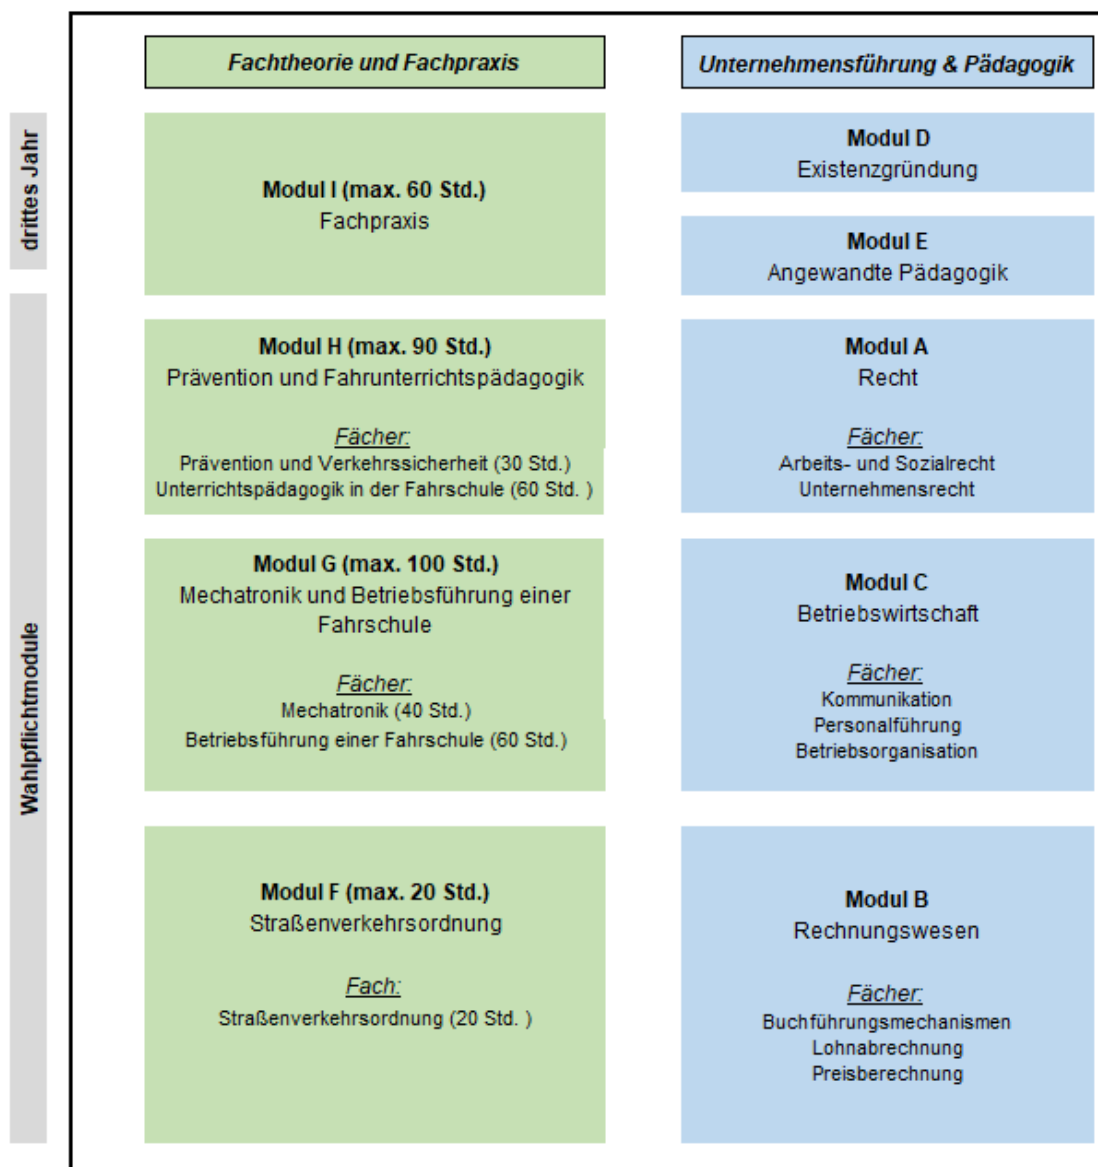 Fachtheorie und Fachpraxis
Unternehmensführung & Pädagogik
drittes Jahr
Modul I (max. 60 Std.)
Fachpraxis
Modul D
Existenzgründung
Modul E
Angewandte Pädagogik
Wahlpflichtmodule
Modul H (max. 90 Std.)
Prävention und Fahrunterrichtspädagogik
Fächer:
Prävention und Verkehrssicherheit (30 Std.)
Unterrichtspädagogik in der Fahrschule (60 Std. )
Modul A
Recht
Fächer:
Arbeits- und Sozialrecht
Unternehmensrecht
Modul G (max. 100 Std.)
Mechatronik und Betriebsführung einer
Fahrschule
Fächer:
Mechatronik (40 Std.)
Betriebsführung einer Fahrschule (60 Std.)
Modul C
Betriebswirtschaft
Fächer:
Kommunikation
Personalführung
Betriebsorganisation
Modul F (max. 20 Std.)
Straßenverkehrsordnung
Fach:
Straßenverkehrsordnung (20 Std. )
Modul B
Rechnungswesen
Fächer:
Buchführungsmechanismen
Lohnabrechnung
Preisberechnung